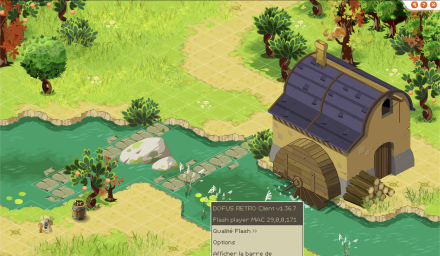 DOFUS RETRO Client v1.36.7
Flash player MAC 29,0,0,171
Qualité Flash >>
Options
Afficher la barre de